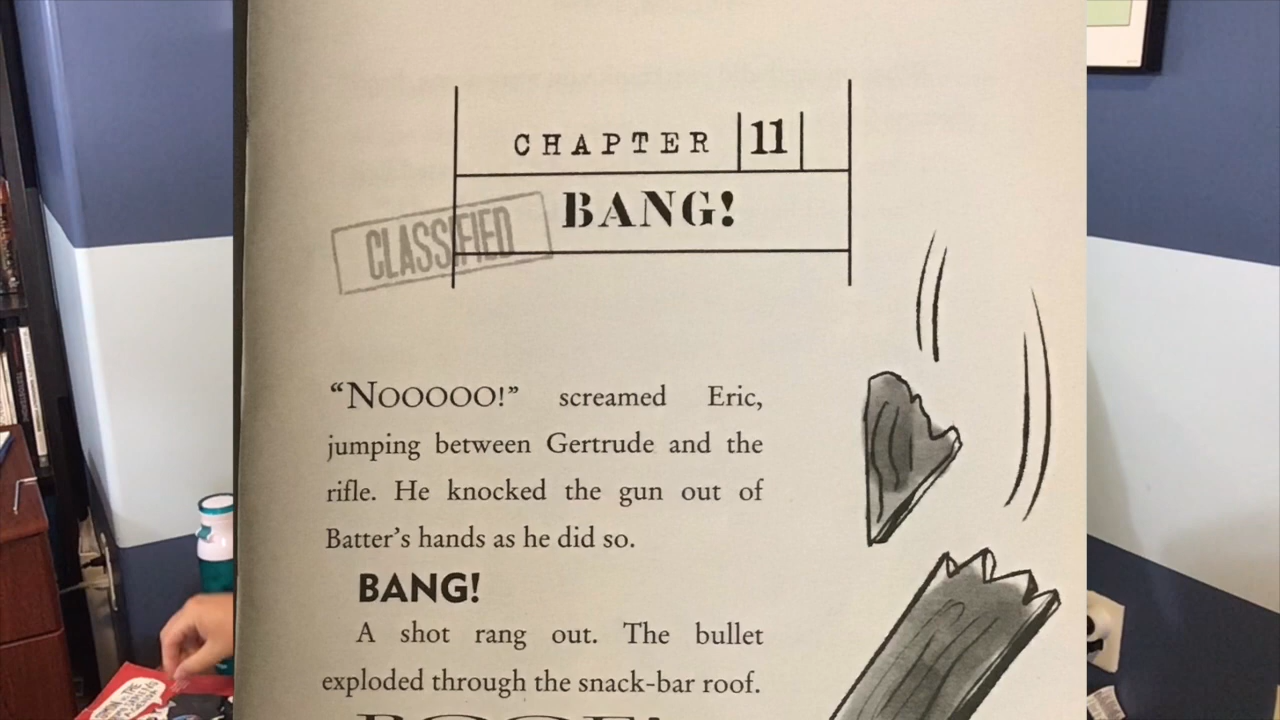 CHAPTER 11
BANG!
CLASSIFIED
“NOOOOO!” screamed Eric,
jumping between Gertrude and the
rifle. He knocked the gun out of
Batter’s hands as he did so.
BANG!
A shot rang out. The bullet
exploded through the snack-bar roof.